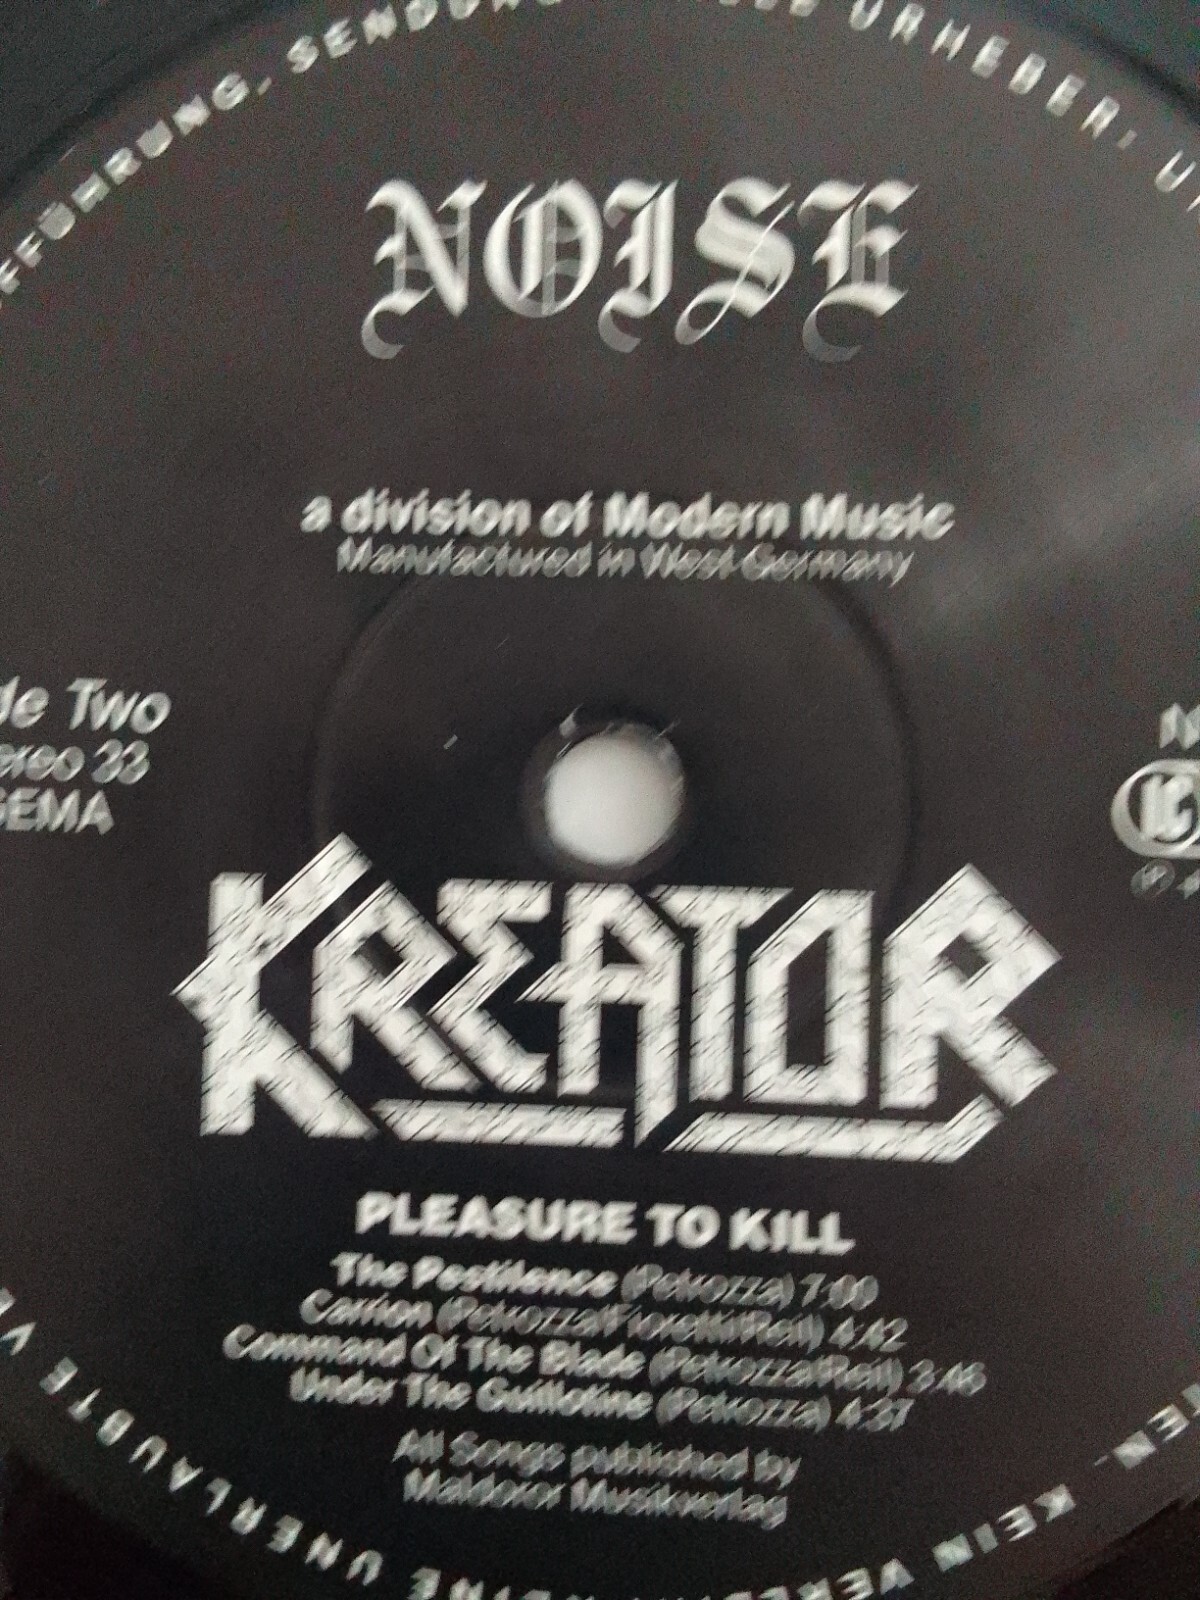 FFÜHRUNG, SENDUNG
URHEBER, U
NOISE
a division of Modern Music
Manufactured in West-Germany
de Two
ereo 33
GEMA
KREATOR
PLEASURE TO KILL
The Pestilence (Petrozza) 7:00
Carrion (Petrozza/Fioretti/Reil) 4:42
Command Of The Blade (Petrozza/Reil) 3:46
Under The Guillotine (Petrozza) 4:37
All Songs published by
Maldoror Musikverlag
KEIN
UNERLAUBTE V